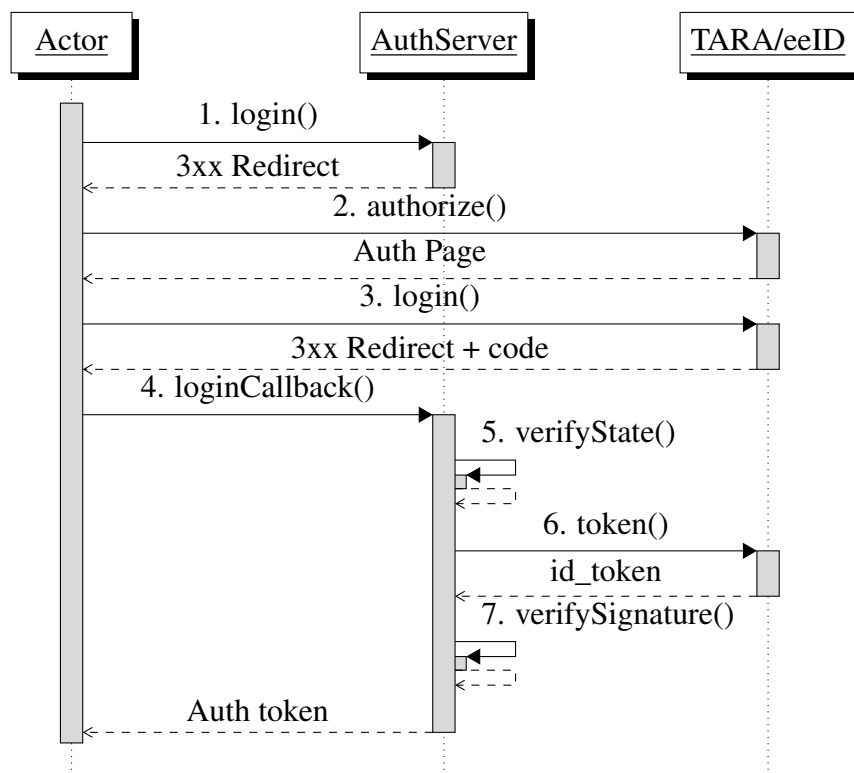 Actor
AuthServer
TARA/eeID
1. login()
3xx Redirect
2. authorize()
Auth Page
3. login()
3xx Redirect + code
4. loginCallback()
5. verifyState()
6. token()
id_token
7. verifySignature()
Auth token